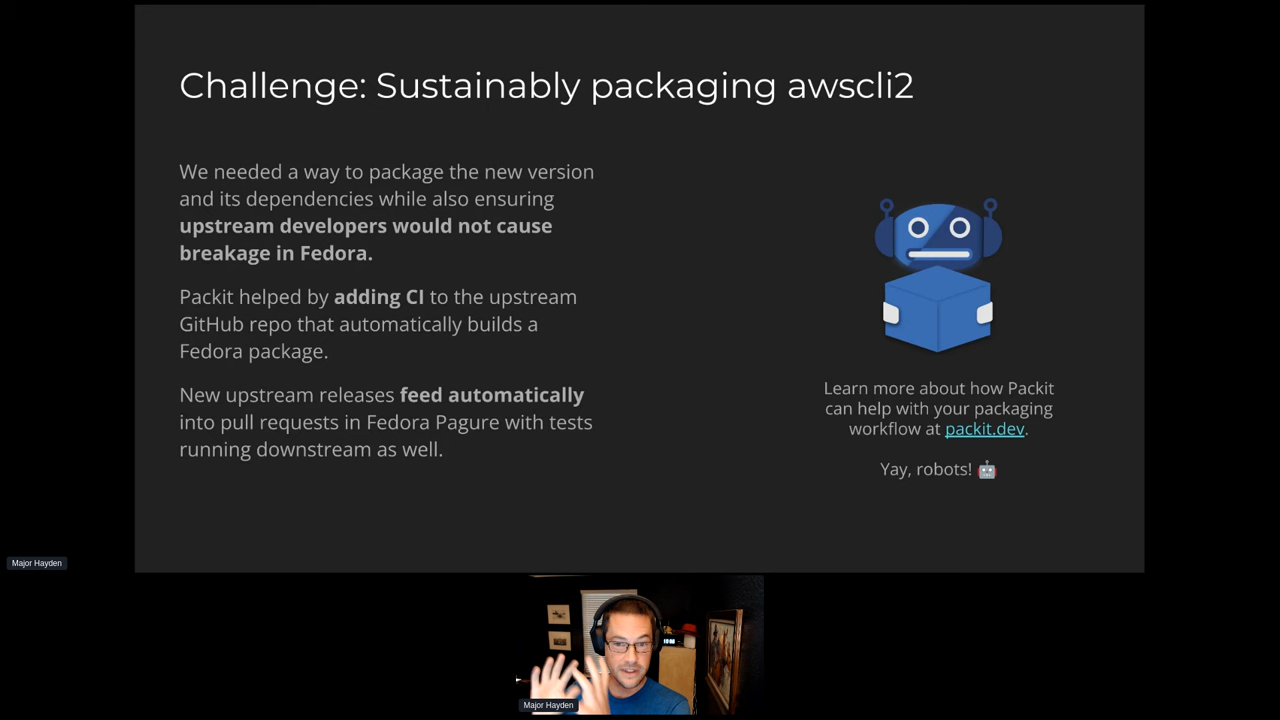 Challenge: Sustainably packaging awscli2
We needed a way to package the new version
and its dependencies while also ensuring
upstream developers would not cause
breakage in Fedora.
Packit helped by adding CI to the upstream
GitHub repo that automatically builds a
Fedora package.
New upstream releases feed automatically
into pull requests in Fedora Pagure with tests
running downstream as well.
Learn more about how Packit
can help with your packaging
workflow at packit.dev.
Yay, robots! 🤖
Major Hayden
Major Hayden